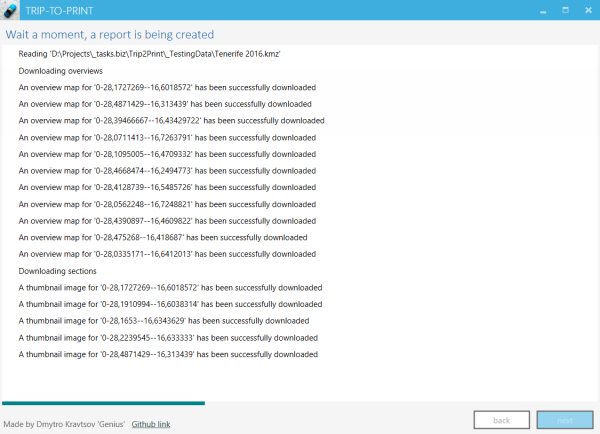 TRIP-TO-PRINT
Wait a moment, a report is being created
Reading 'D:\Projects\_tasks.biz\Trip2Print\_TestingData\Tenerife 2016.kmz'
Downloading overviews
An overview map for '0-28,1727269--16,6018572' has been successfully downloaded
An overview map for '0-28,4871429--16,313439' has been successfully downloaded
An overview map for '0-28,39466667--16,43429722' has been successfully downloaded
An overview map for '0-28,0711413--16,7263791' has been successfully downloaded
An overview map for '0-28,1095005--16,4709332' has been successfully downloaded
An overview map for '0-28,4668474--16,2494773' has been successfully downloaded
An overview map for '0-28,4128739--16,5485726' has been successfully downloaded
An overview map for '0-28,0562248--16,7248821' has been successfully downloaded
An overview map for '0-28,4390897--16,4609822' has been successfully downloaded
An overview map for '0-28,475268--16,418687' has been successfully downloaded
An overview map for '0-28,0335171--16,6412013' has been successfully downloaded
Downloading sections
A thumbnail image for '0-28,1727269--16,6018572' has been successfully downloaded
A thumbnail image for '0-28,1910994--16,6038314' has been successfully downloaded
A thumbnail image for '0-28,1653--16,6343629' has been successfully downloaded
A thumbnail image for '0-28,2239545--16,633333' has been successfully downloaded
A thumbnail image for '0-28,4871429--16,313439' has been successfully downloaded
Made by Dmytro Kravtsov 'Genius' Github link
back next